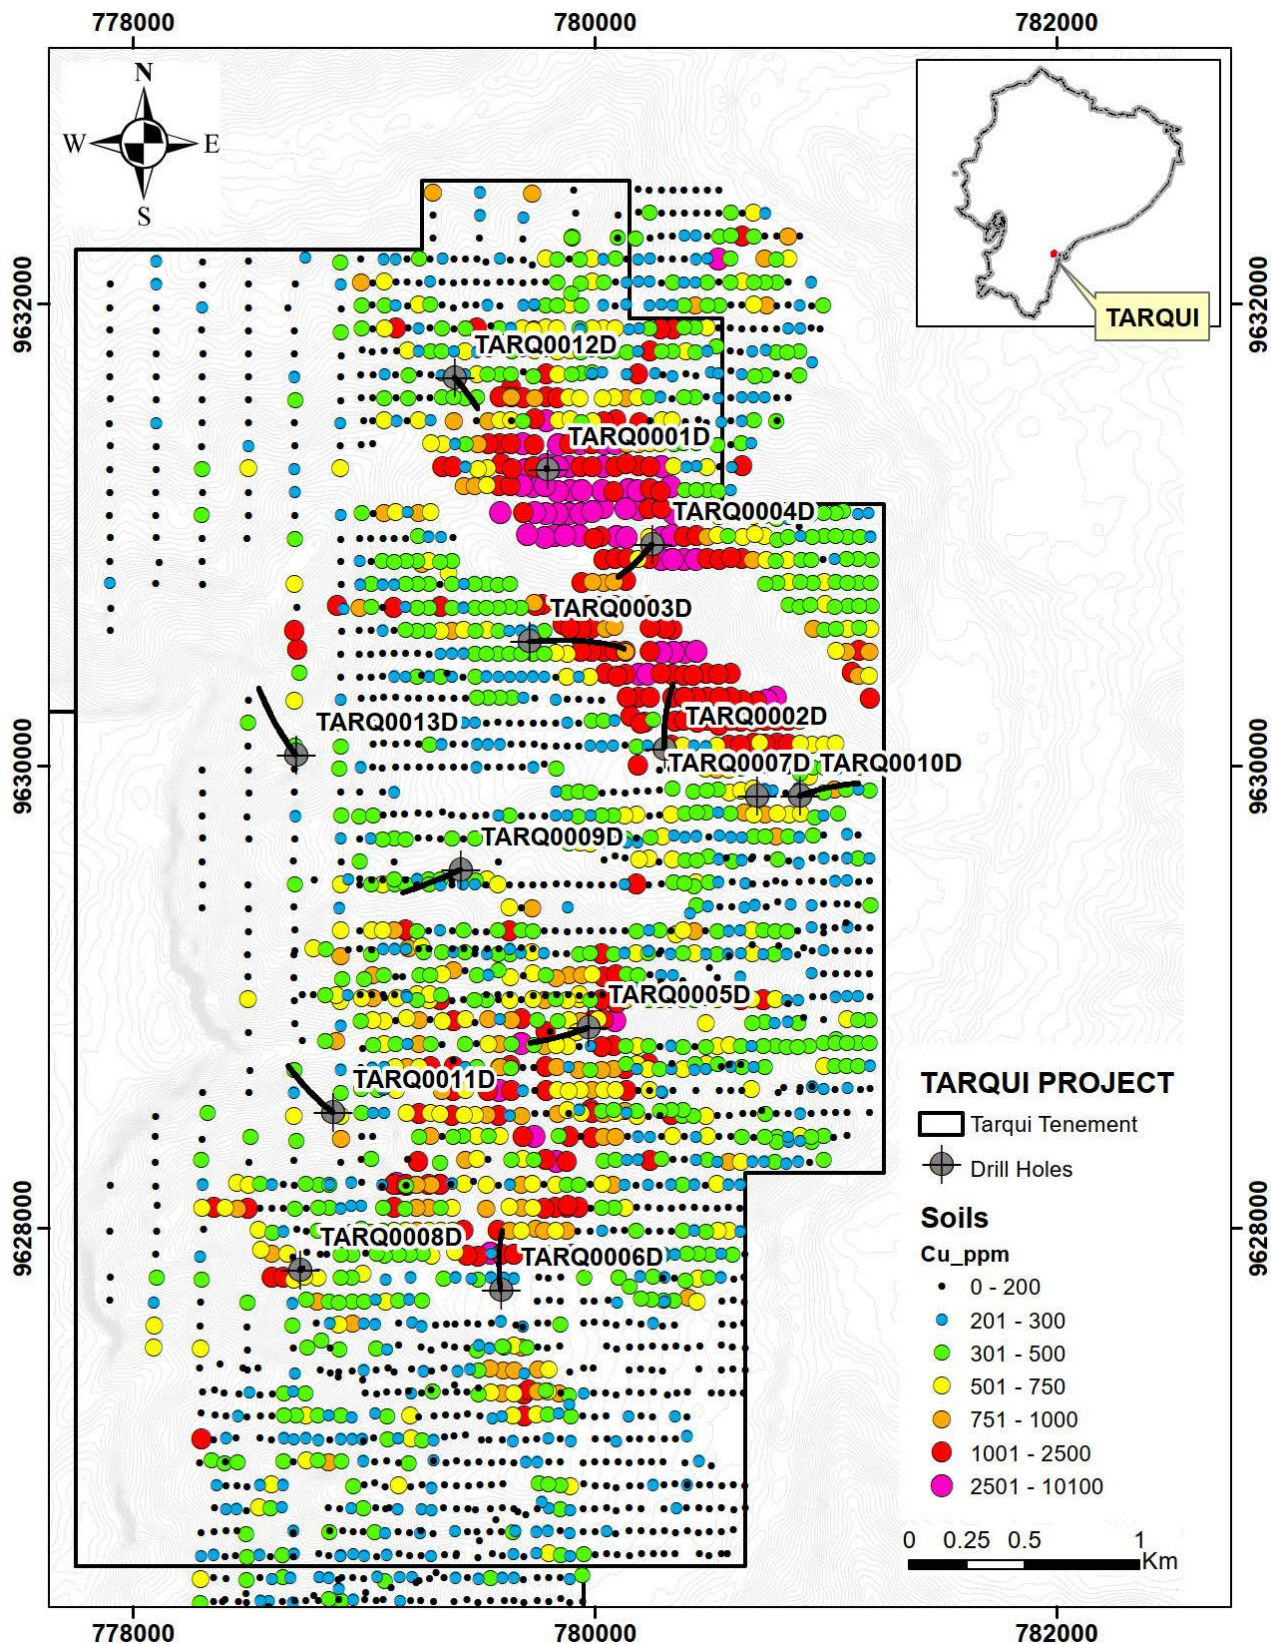 778000 780000 782000
N
W E
S
TARQUI
9632000 9632000
TARQ0012D
TARQ0001D
TARQ0004D
TARQ0003D
TARQ0013D TARQ0002D
9630000 TARQ0007D TARQ0010D 9630000
TARQ0009D
TARQ0005D
TARQ0011D
TARQUI PROJECT
Tarqui Tenement
Drill Holes
9628000 9628000
Soils
TARQ0008D
TARQ0006D
Cu_ppm
0 - 200
201 - 300
301 - 500
501 - 750
751 - 1000
1001 - 2500
2501 - 10100
0 0.25 0.5 1
Km
778000 780000 782000